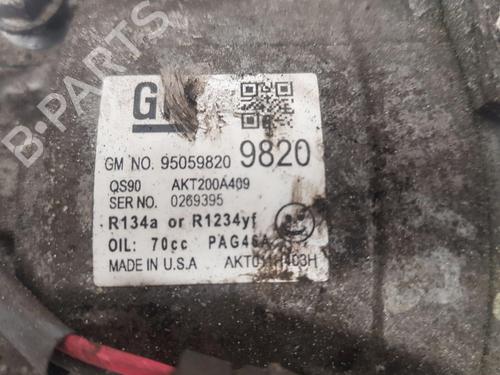 B-PARTS
GM
GM NO. 95059820 9820
QS90 AKT200A409
SER NO. 0269395
R134a or R1234yf
OIL: 70cc PAG46A
MADE IN U.S.A